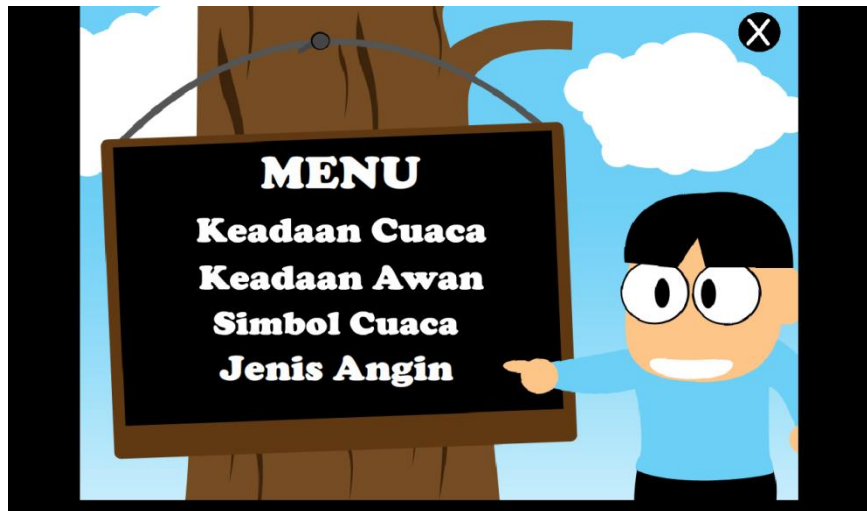 MENU
Keadaan Cuaca
Keadaan Awan
Simbol Cuaca
Jenis Angin
X